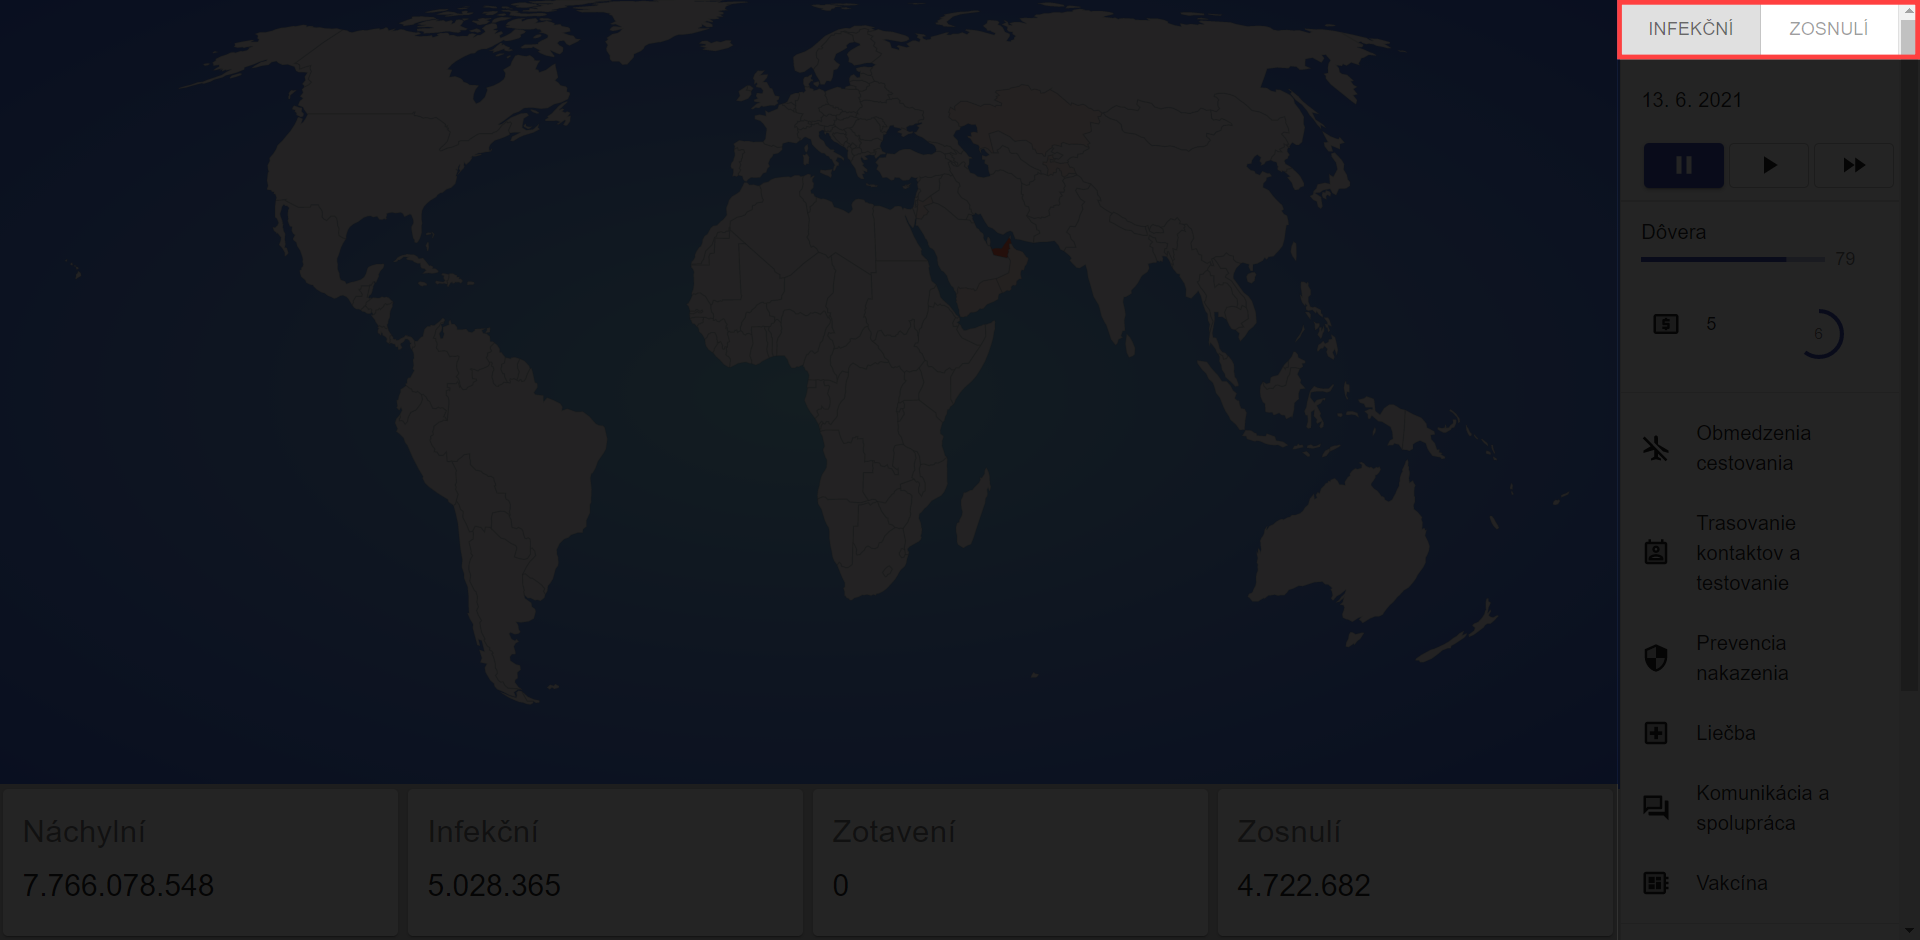 INFEKČNÍ ZOSNULÍ
13. 6. 2021
Dôvera
79
5
6
Obmedzenia
cestovania
Trasovanie
kontaktov a
testovanie
Prevencia
nakazenia
Liečba
Komunikácia a
spolupráca
Vakcína
Náchylní
7.766.078.548
Infekční
5.028.365
Zotavení
0
Zosnulí
4.722.682